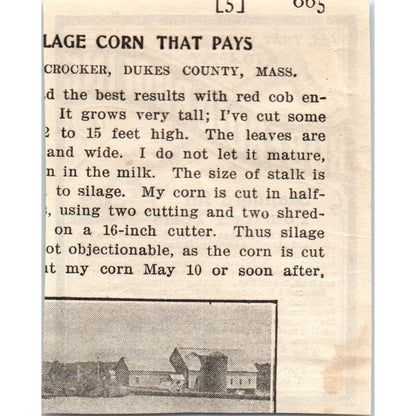 [5] 665
LAGE CORN THAT PAYS
CROCKER, DUKES COUNTY, MASS.
d the best results with red cob en-
It grows very tall; I've cut some
2 to 15 feet high. The leaves are
and wide. I do not let it mature,
n in the milk. The size of stalk is
to silage. My corn is cut in half-
, using two cutting and two shred-
on a 16-inch cutter. Thus silage
ot objectionable, as the corn is cut
nt my corn May 10 or soon after,